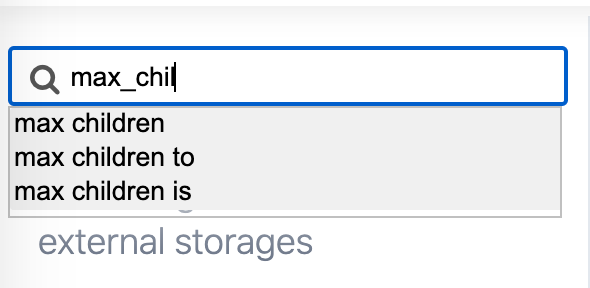 max_chil
max children
max children to
max children is
external storages